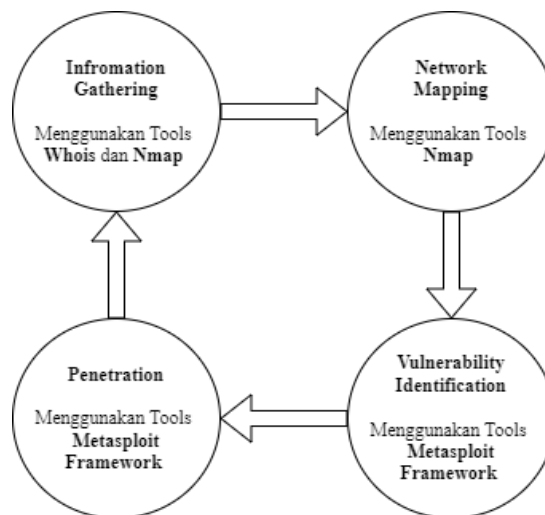 Infromation
Gathering
Menggunakan Tools
Whois dan Nmap
Network
Mapping
Menggunakan Tools
Nmap
Vulnerability
Identification
Menggunakan Tools
Metasploit
Framework
Penetration
Menggunakan Tools
Metasploit
Framework